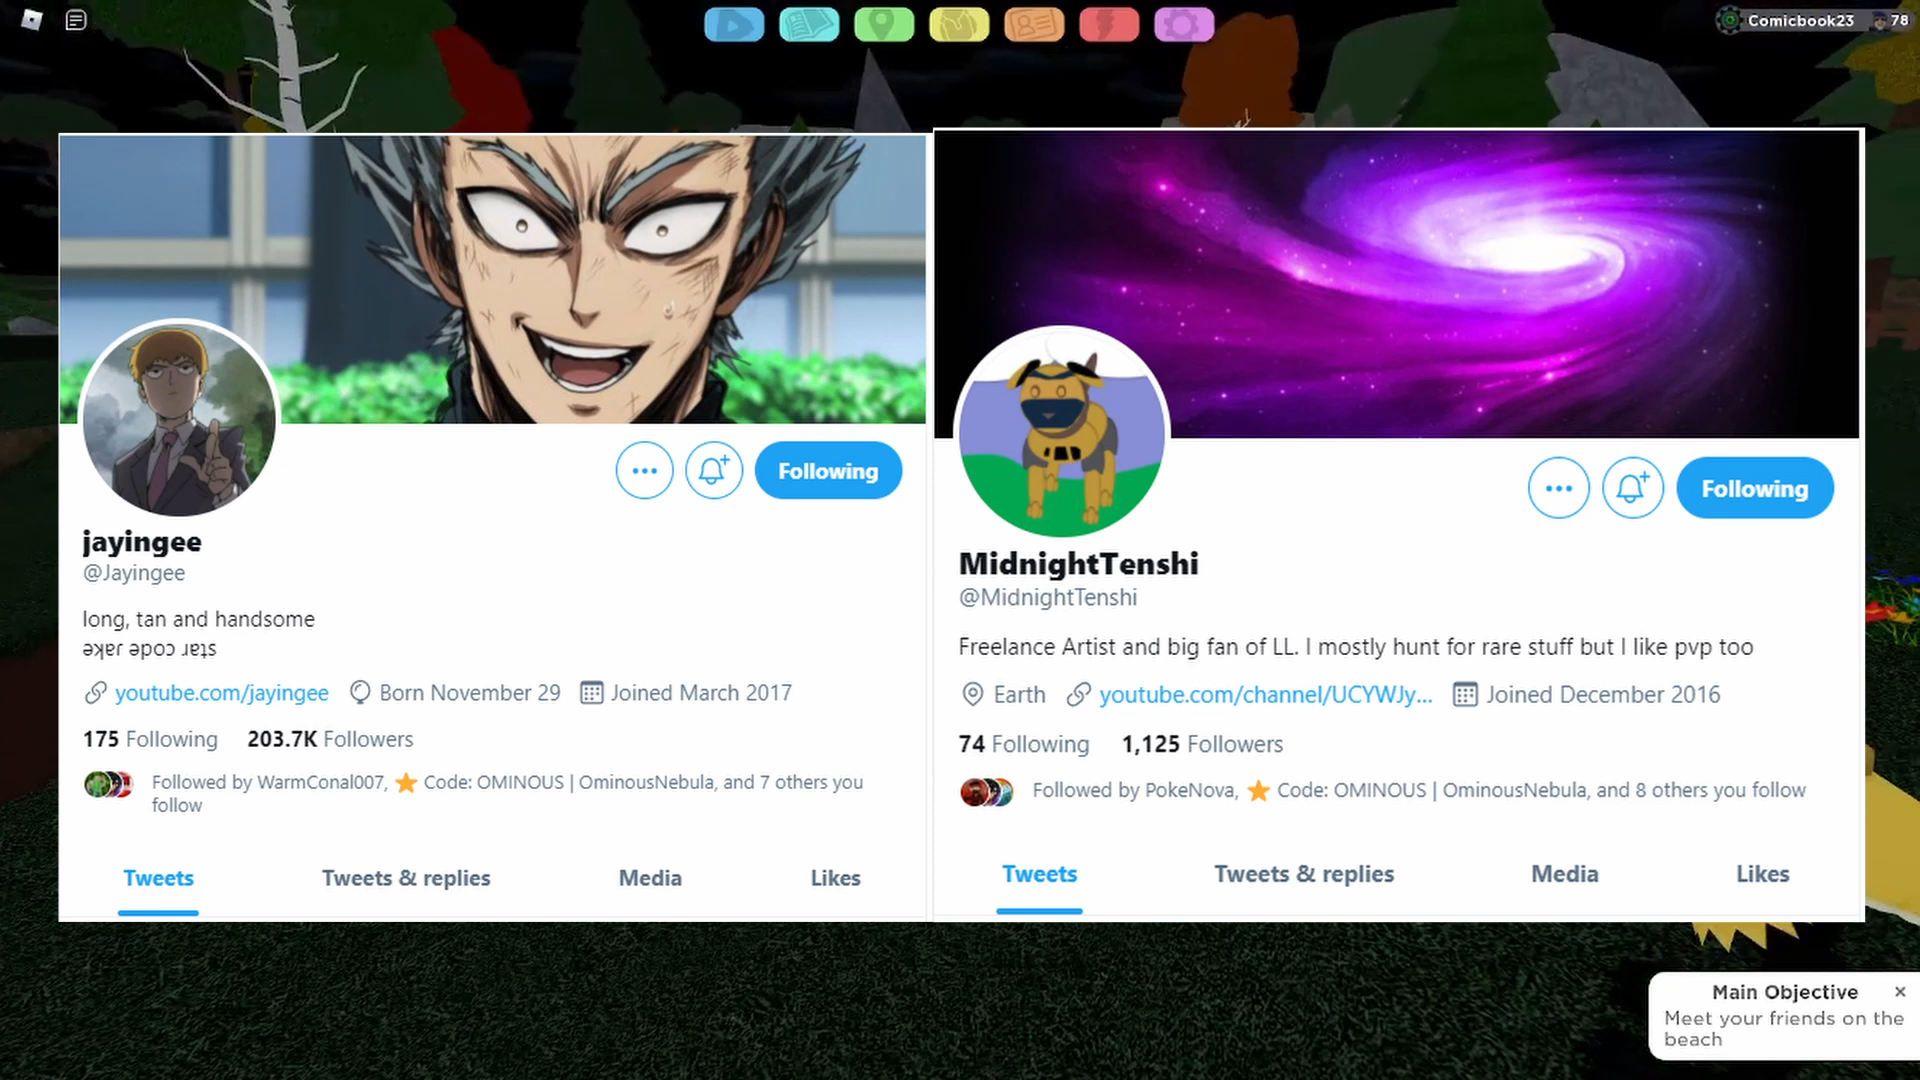 Comicbook23 78
jayingee
@Jayingee
long, tan and handsome
ǝʞɐɾ ǝpoɔ ɹɐʇs
youtube.com/jayingee Born November 29 Joined March 2017
175 Following 203.7K Followers
Followed by WarmConal007, ⭐ Code: OMINOUS | OminousNebula, and 7 others you
follow
Tweets Tweets & replies Media Likes
Following
MidnightTenshi
@MidnightTenshi
Freelance Artist and big fan of LL. I mostly hunt for rare stuff but I like pvp too
Earth youtube.com/channel/UCYWJy... Joined December 2016
74 Following 1,125 Followers
Followed by PokeNova, ⭐ Code: OMINOUS | OminousNebula, and 8 others you follow
Tweets Tweets & replies Media Likes
Following
Main Objective ×
Meet your friends on the
beach